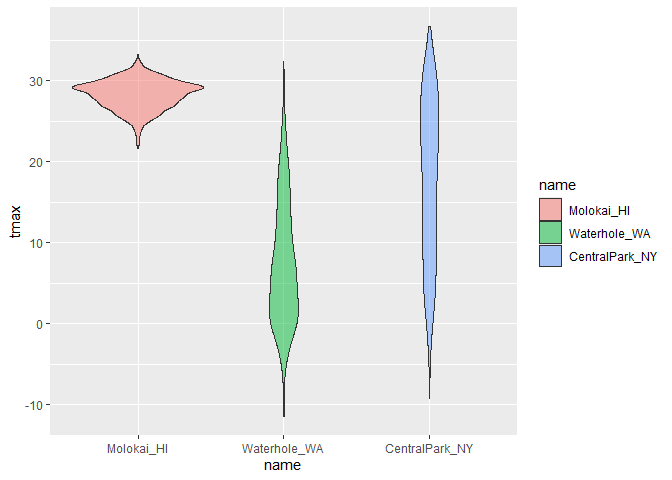 tmax
30
20
10
0
-10
Molokai_HI
Waterhole_WA
CentralPark_NY
name
name
Molokai_HI
Waterhole_WA
CentralPark_NY